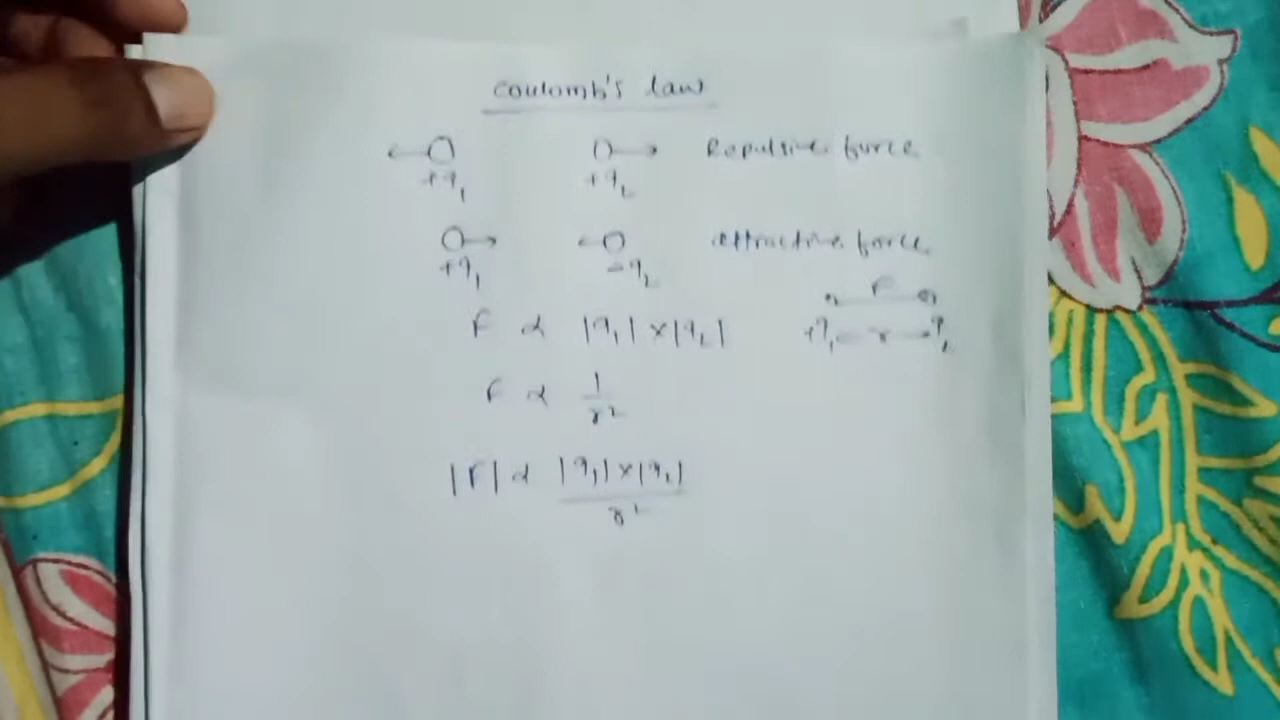 Coulomb's law
+q₁ +q₂ Repulsive force
+q₁ -q₂ attractive force
F
F ∝ |q₁| × |q₂| +q₁ r q₂
F ∝ 1/r²
|F| ∝ |q₁| × |q₂| / r²